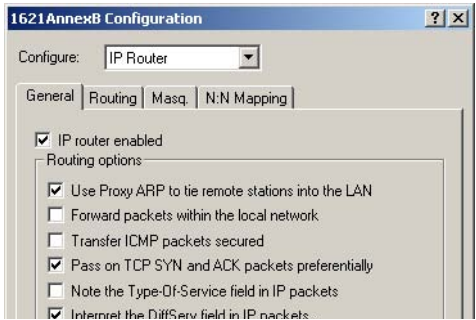 1621AnnexB Configuration
Configure: IP Router
General Routing Masq. N:N Mapping
IP router enabled
Routing options
Use Proxy ARP to tie remote stations into the LAN
Forward packets within the local network
Transfer ICMP packets secured
Pass on TCP SYN and ACK packets preferentially
Note the Type-Of-Service field in IP packets
Interpret the DiffServ field in IP packets